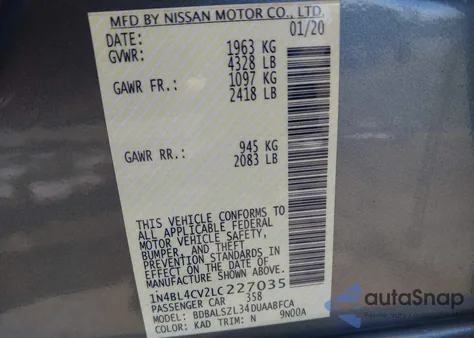 MFD BY NISSAN MOTOR CO., LTD.
DATE: 01/20
GVWR: 1963 KG
4328 LB
GAWR FR.: 1097 KG
2418 LB
GAWR RR.: 945 KG
2083 LB
THIS VEHICLE CONFORMS TO
ALL APPLICABLE FEDERAL
MOTOR VEHICLE SAFETY,
BUMPER, AND THEFT
PREVENTION STANDARDS IN
EFFECT ON THE DATE OF
MANUFACTURE SHOWN ABOVE.
1N4BL4CV2LC227035
PASSENGER CAR 358
MODEL: BDBALSZL34DUAABFCA
COLOR: KAD TRIM: N 9N00A
autoSnap